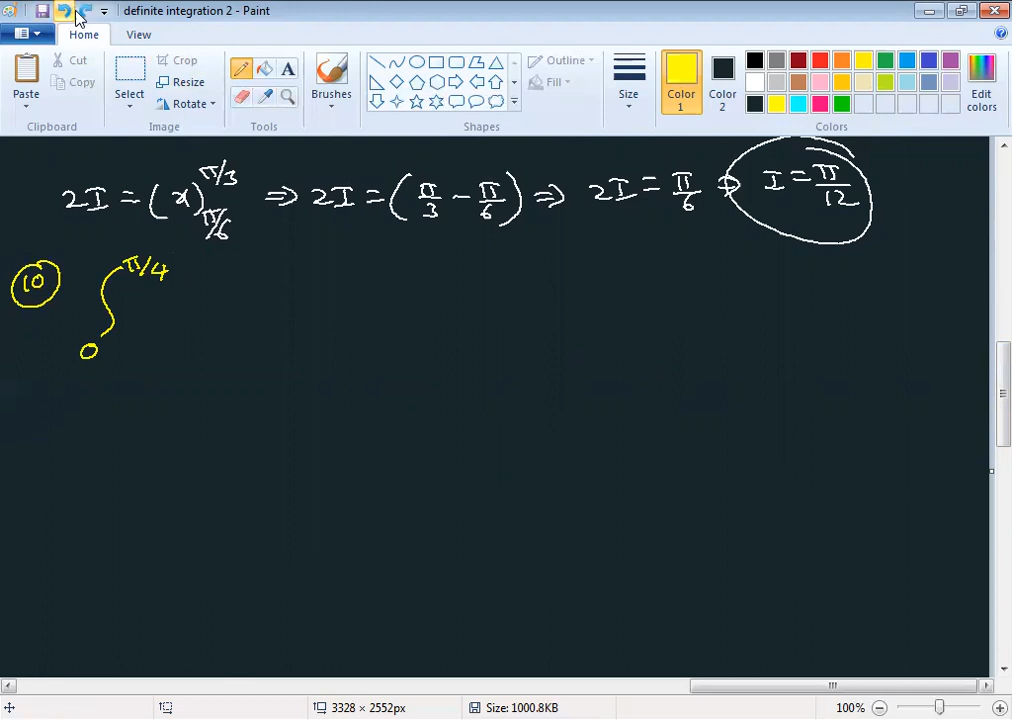 definite integration 2 - Paint
Home View
Paste Cut Copy
Select Crop Resize Rotate
Brushes
Outline Fill
Size
Color 1
Color 2
Edit colors
Clipboard Image Tools Shapes Colors
2I = (x)_{π/6}^{π/3} ⇒ 2I = (π/3 − π/6) ⇒ 2I = π/6 ⇒ I = π/12
10 ∫_{0}^{π/4}
3328 × 2552px Size: 1000.8KB 100%